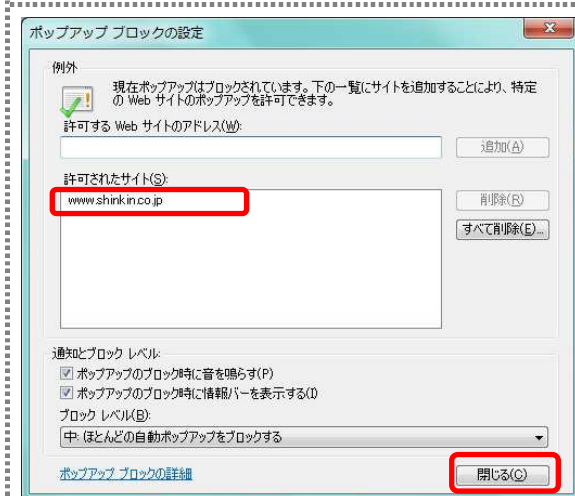 ポップアップ ブロックの設定
例外
現在ポップアップはブロックされています。下の一覧にサイトを追加することにより、特定
の Web サイトのポップアップを許可できます。
許可する Web サイトのアドレス(W):
追加(A)
許可されたサイト(S):
www.shinkin.co.jp
削除(R)
すべて削除(E)...
通知とブロック レベル:
ポップアップのブロック時に音を鳴らす(P)
ポップアップのブロック時に情報バーを表示する(I)
ブロック レベル(B):
中: ほとんどの自動ポップアップをブロックする
ポップアップ ブロックの詳細
閉じる(C)